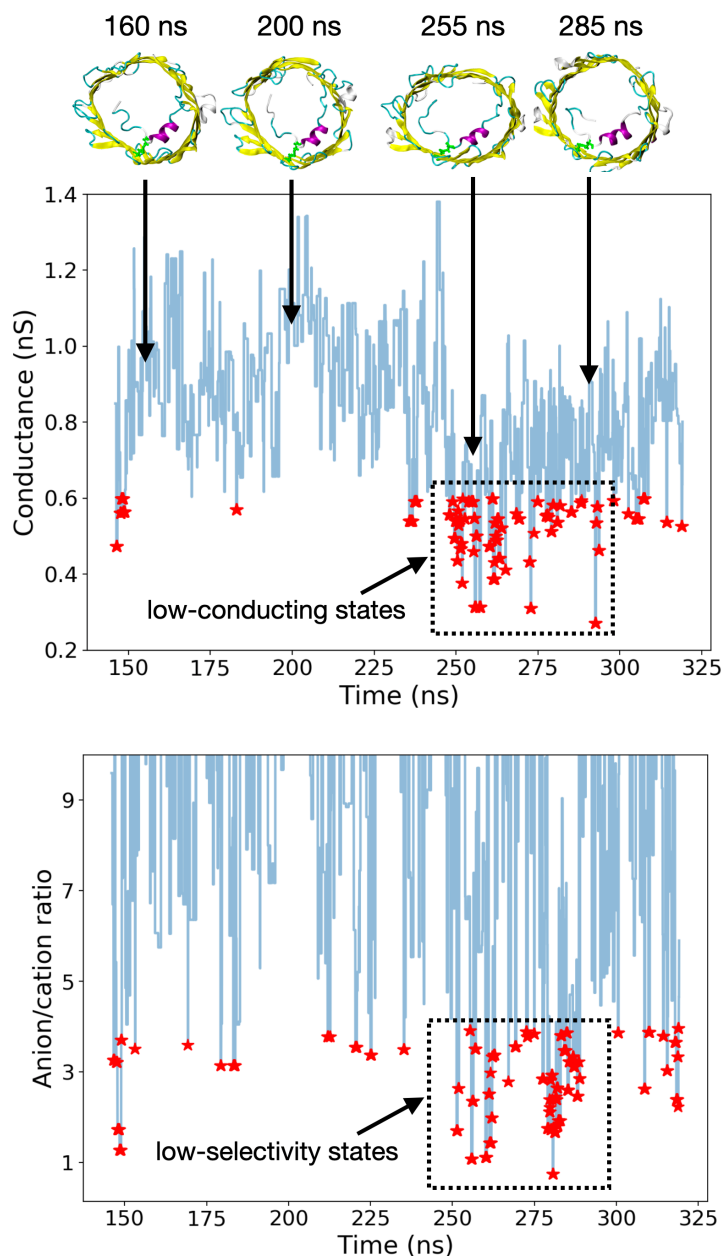 160 ns 200 ns 255 ns 285 ns
1.4
1.2
1.0
0.8
0.6
0.4
0.2
Conductance (nS)
low-conducting states
150 175 200 225 250 275 300 325
Time (ns)
9
7
5
3
1
Anion/cation ratio
low-selectivity states
150 175 200 225 250 275 300 325
Time (ns)